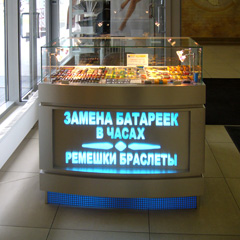 ЗАМЕНА БАТАРЕЕК
В ЧАСАХ
РЕМЕШКИ БРАСЛЕТЫ